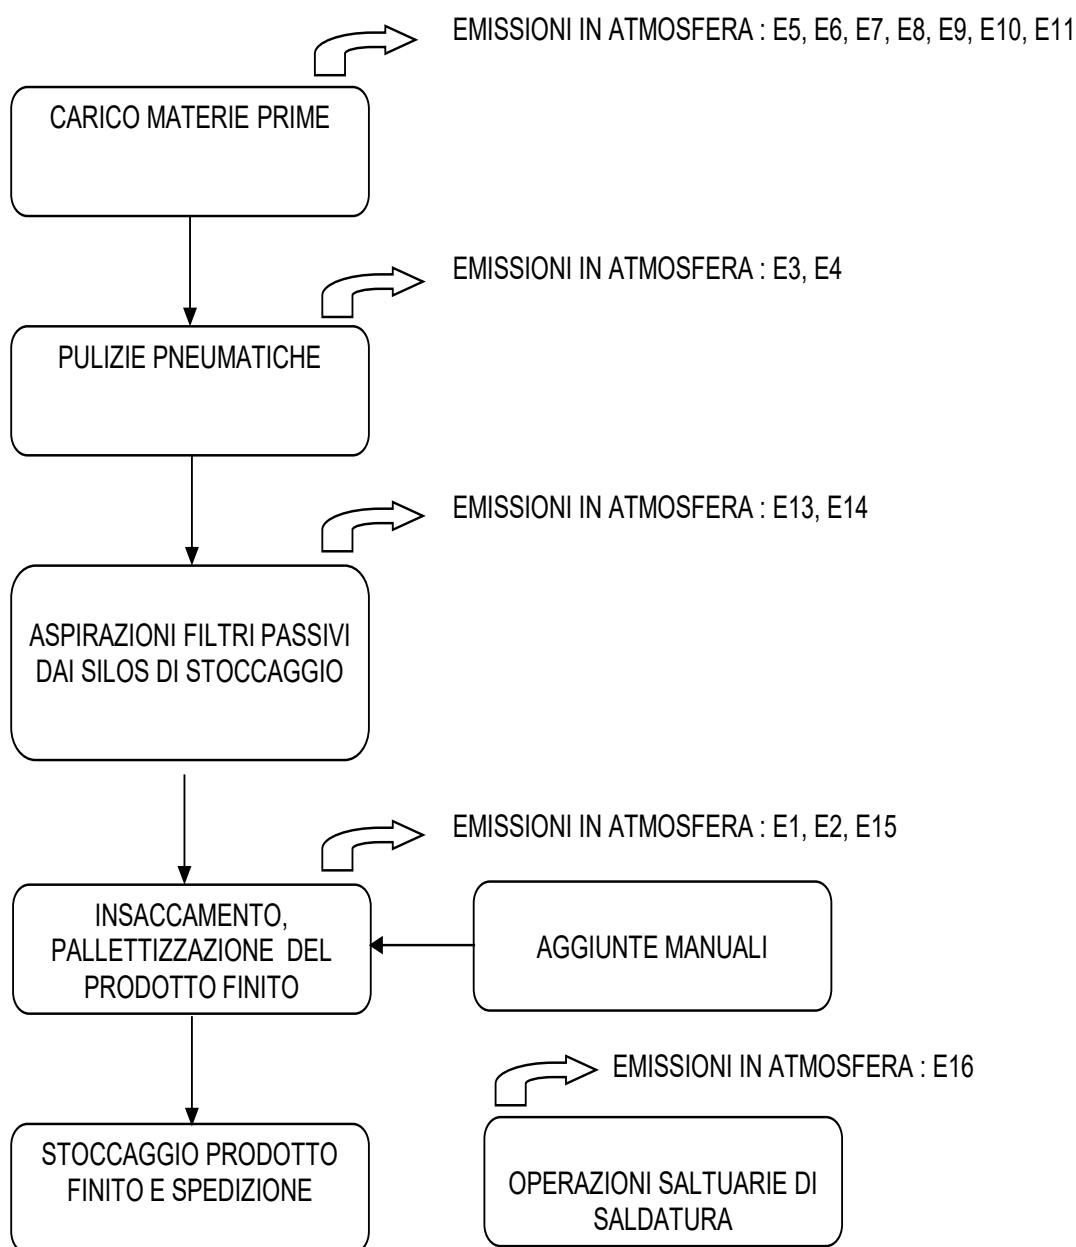 EMISSIONI IN ATMOSFERA : E5, E6, E7, E8, E9, E10, E11
CARICO MATERIE PRIME
EMISSIONI IN ATMOSFERA : E3, E4
PULIZIE PNEUMATICHE
EMISSIONI IN ATMOSFERA : E13, E14
ASPIRAZIONI FILTRI PASSIVI
DAI SILOS DI STOCCAGGIO
EMISSIONI IN ATMOSFERA : E1, E2, E15
INSACCAMENTO,
PALLETTIZZAZIONE DEL
PRODOTTO FINITO
AGGIUNTE MANUALI
EMISSIONI IN ATMOSFERA : E16
STOCCAGGIO PRODOTTO
FINITO E SPEDIZIONE
OPERAZIONI SALTUARIE DI
SALDATURA